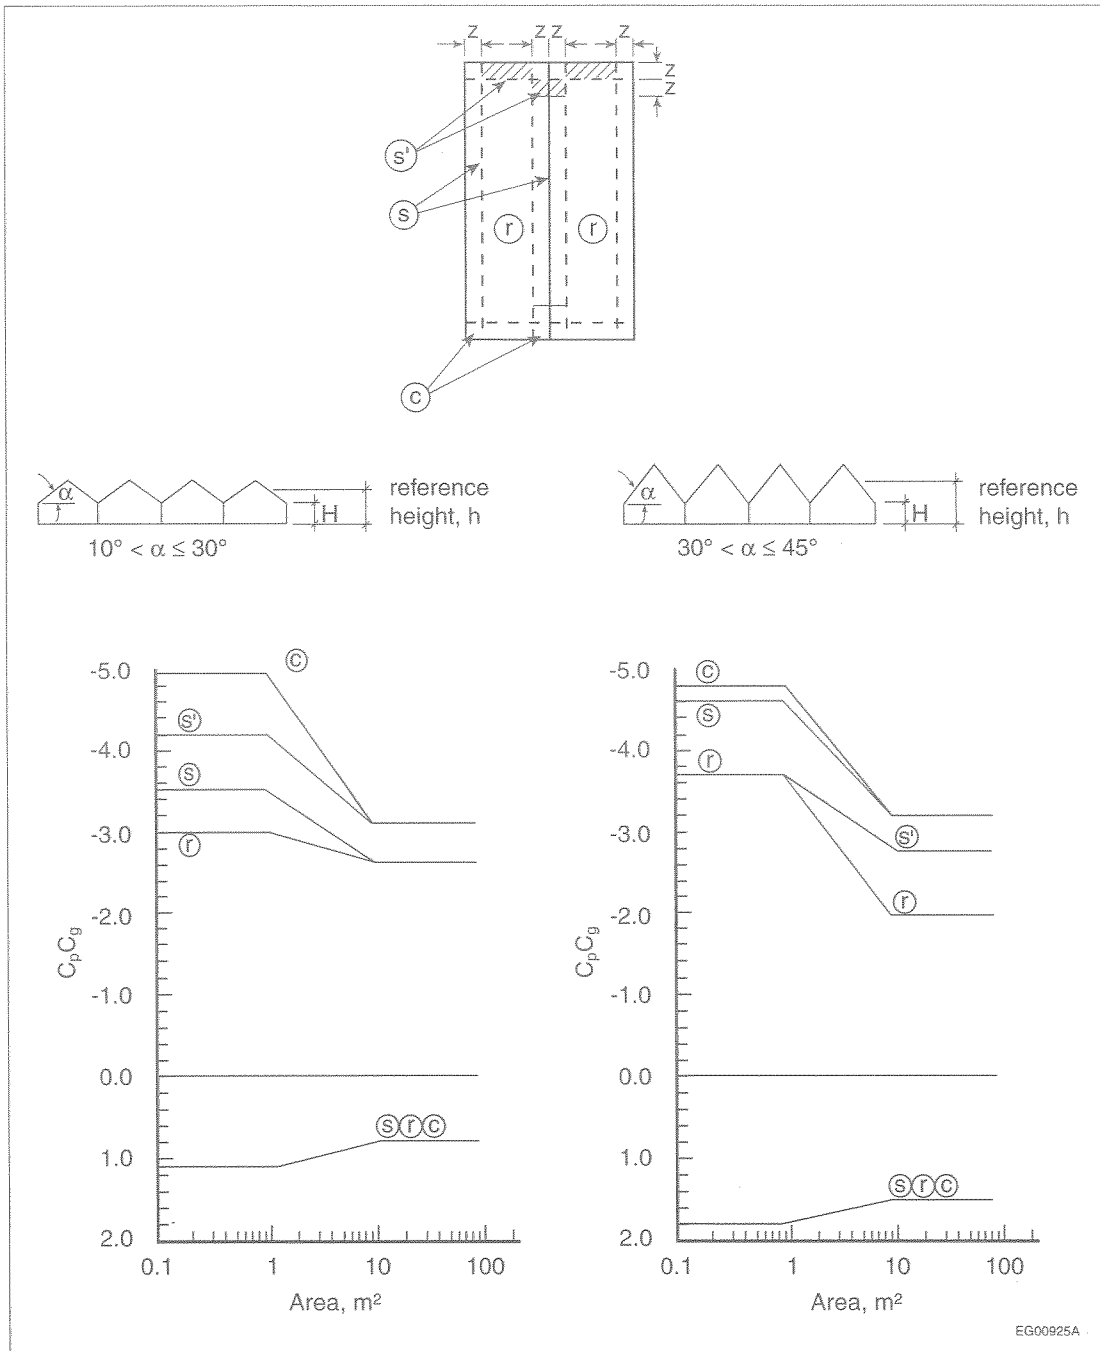 z z z z
z
z
s'
s
r r
c
α
H
reference
height, h
10° < α ≤ 30°
α
H
reference
height, h
30° < α ≤ 45°
-5.0
-4.0
-3.0
-2.0
-1.0
0.0
1.0
2.0
CpCg
c
s'
s
r
s r c
0.1 1 10 100
Area, m²
-5.0
-4.0
-3.0
-2.0
-1.0
0.0
1.0
2.0
CpCg
c
s
r
s'
r
s r c
0.1 1 10 100
Area, m²
EG00925A